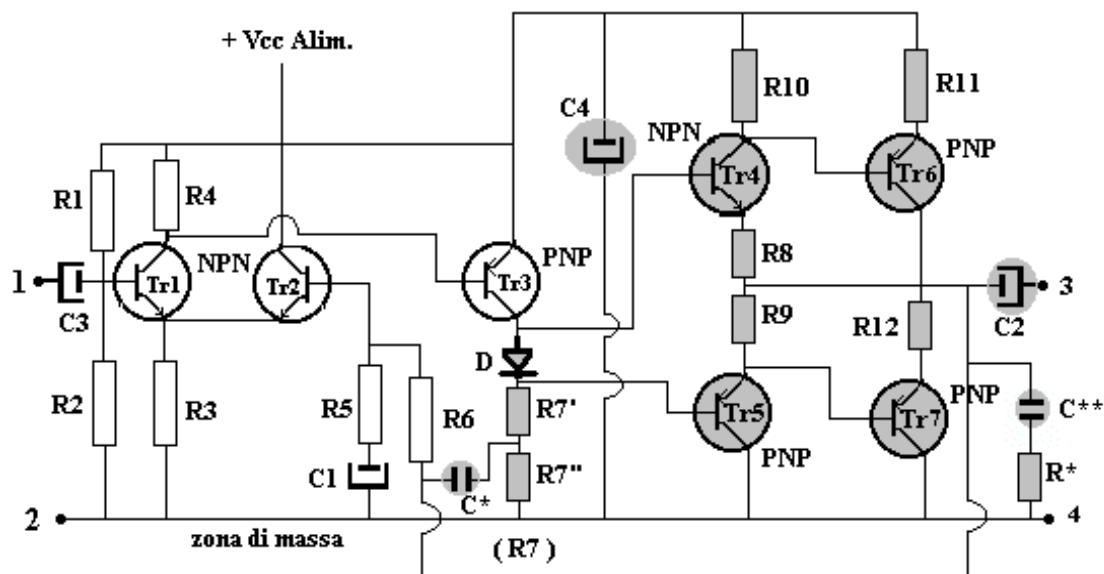 + Vcc Alim.
R10
R11
C4
NPN
PNP
R1
R4
Tr4
Tr6
NPN
PNP
R8
1
Tr1
Tr2
Tr3
3
C3
R9
C2
R12
D
R2
R3
R5
R6
R7'
Tr5
Tr7
PNP
C**
PNP
C1
C*
R7"
R*
2
4
zona di massa
( R7 )